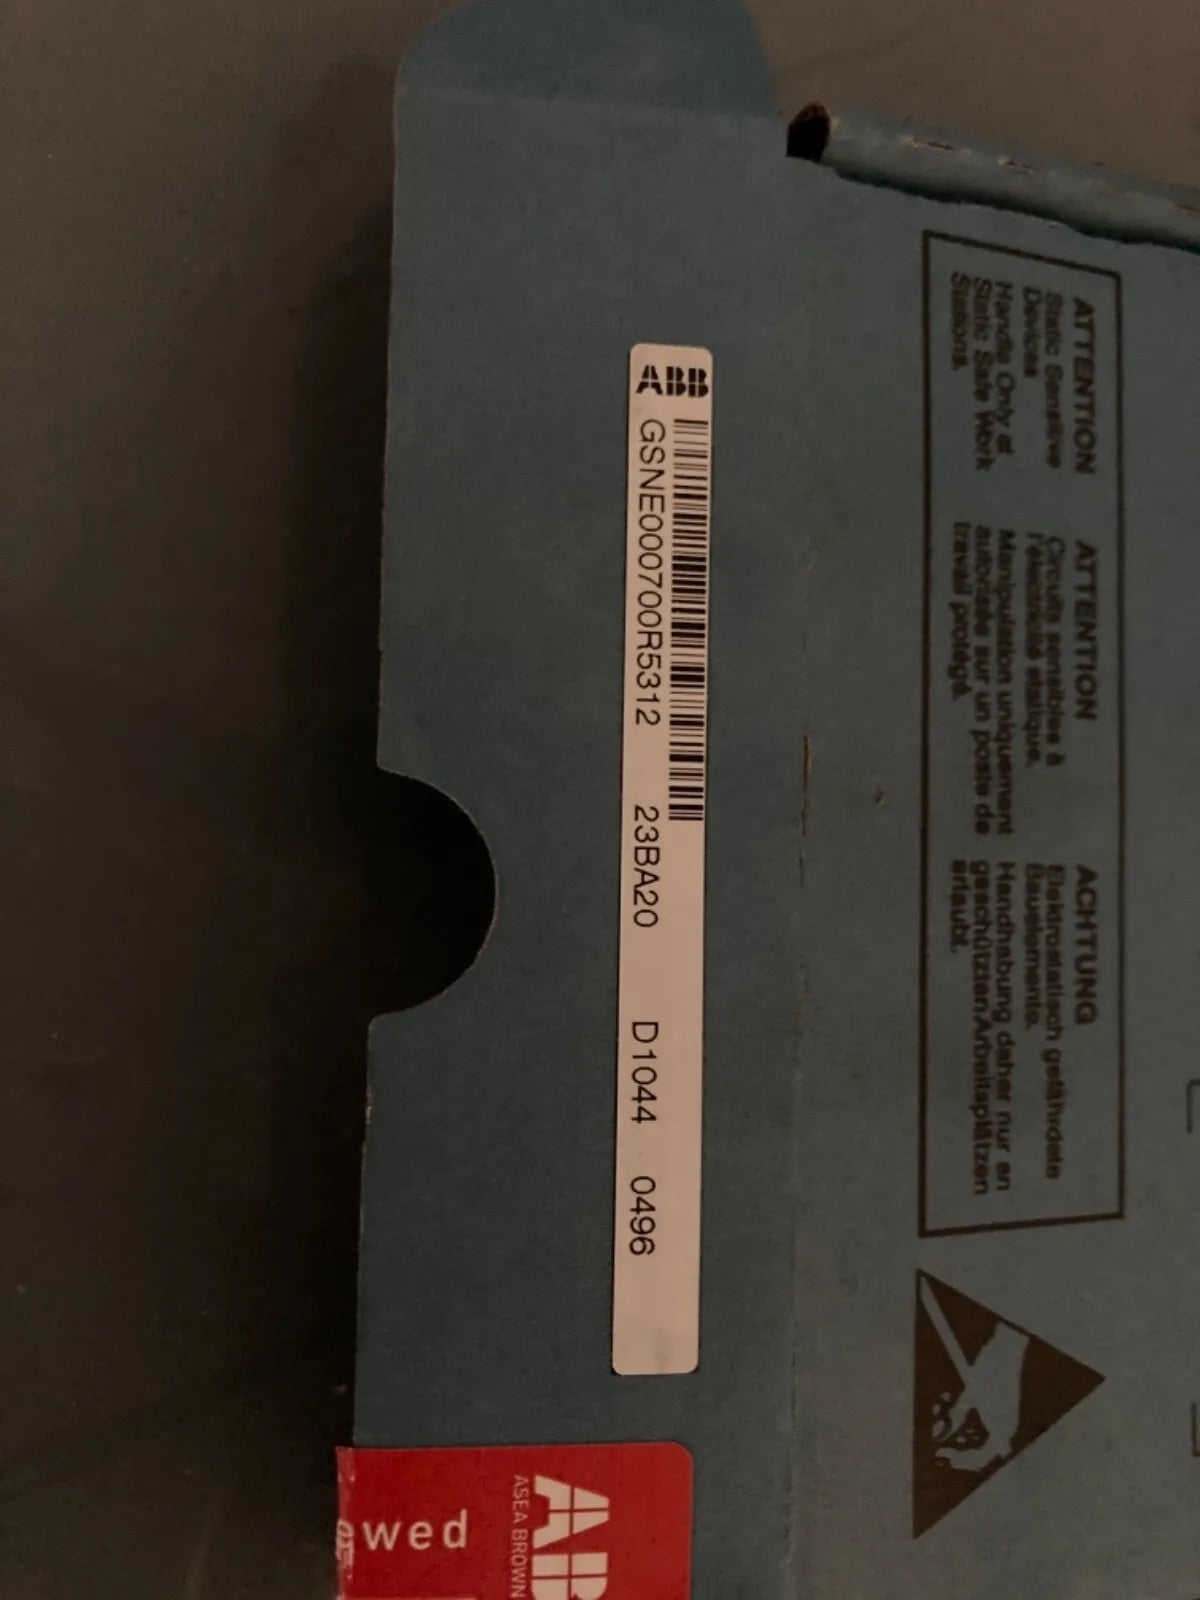 ABB
GSNE000700R5312 23BA20 D1044 0496
ATTENTION
Static Sensitive
Devices
Handle Only at
Static Safe Work
Stations.
ATTENTION
Circuits sensibles à
l'électricité statique.
Manipulation uniquement
autorisée sur un poste de
travail protégé.
ACHTUNG
Elektrostatisch gefährdete
Bauelemente.
Handhabung daher nur an
geschützten Arbeitsplätzen
erlaubt.
wed
AB
ASEA BROWN